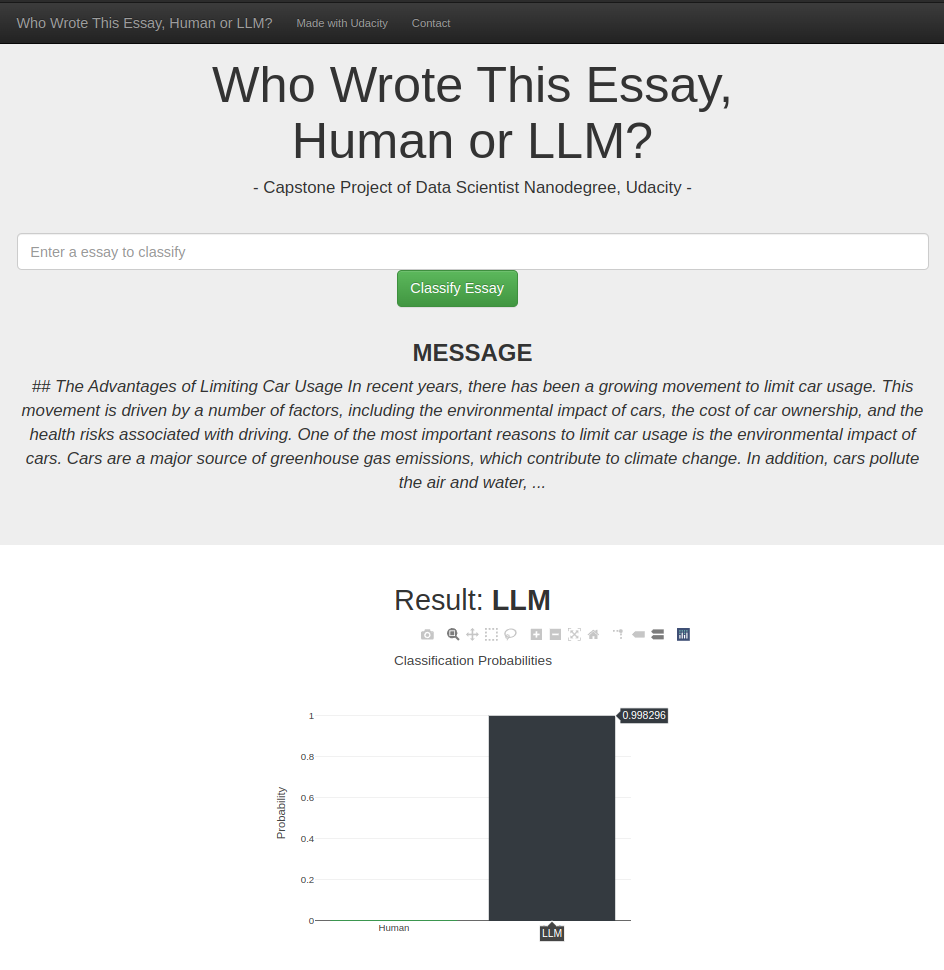 Who Wrote This Essay, Human or LLM? Made with Udacity Contact
Who Wrote This Essay,
Human or LLM?
- Capstone Project of Data Scientist Nanodegree, Udacity -
Enter a essay to classify
Classify Essay
MESSAGE
## The Advantages of Limiting Car Usage In recent years, there has been a growing movement to limit car usage. This
movement is driven by a number of factors, including the environmental impact of cars, the cost of car ownership, and the
health risks associated with driving. One of the most important reasons to limit car usage is the environmental impact of
cars. Cars are a major source of greenhouse gas emissions, which contribute to climate change. In addition, cars pollute
the air and water, ...
Result: LLM
Classification Probabilities
1
0.998296
0.8
0.6
Probability
0.4
0.2
0
Human
LLM